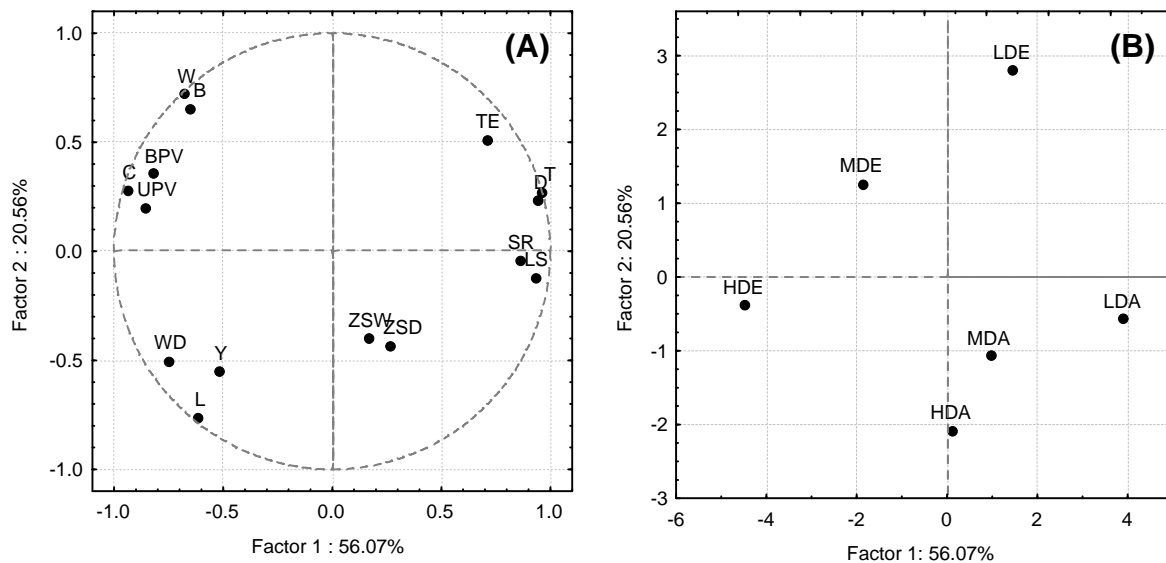 (A)
1.0
0.5
0.0
-0.5
-1.0
Factor 2 : 20.56%
W
B
TE
BPV
C
UPV
T
D
SR
LS
ZSW
ZSD
WD
Y
L
-1.0 -0.5 0.0 0.5 1.0
Factor 1 : 56.07%
(B)
3
2
1
0
-1
-2
-3
Factor 2: 20.56%
LDE
MDE
HDE
LDA
MDA
HDA
-6 -4 -2 0 2 4
Factor 1: 56.07%